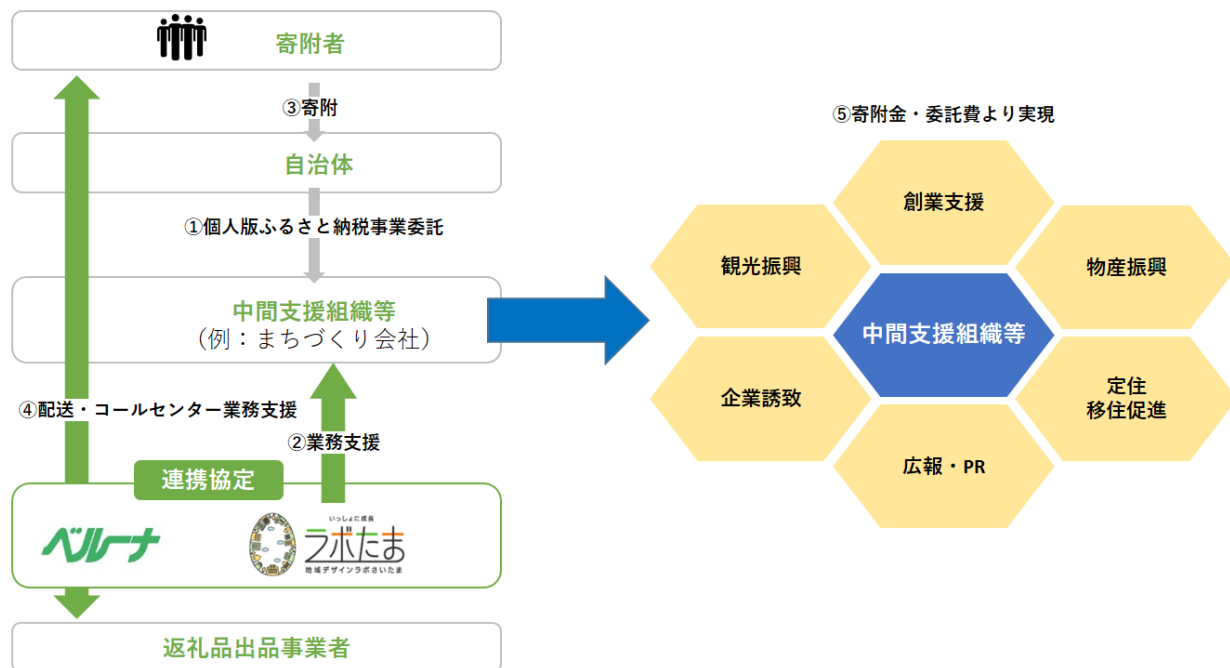 寄附者
③寄附
自治体
①個人版ふるさと納税事業委託
中間支援組織等
（例：まちづくり会社）
④配送・コールセンター業務支援
②業務支援
連携協定
ベルーナ
いっしょに成長
ラボたま
地域デザインラボさいたま
返礼品出品事業者
⑤寄附金・委託費より実現
創業支援
観光振興
物産振興
中間支援組織等
企業誘致
定住
移住促進
広報・PR